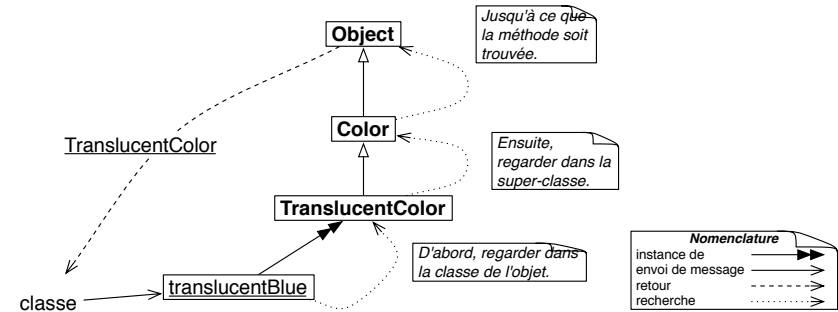 Object
Jusqu'à ce que
la méthode soit
trouvée.
Color
TranslucentColor
Ensuite,
regarder dans la
super-classe.
TranslucentColor
D'abord, regarder dans
la classe de l'objet.
Nomenclature
instance de
envoi de message
retour
recherche
translucentBlue
classe